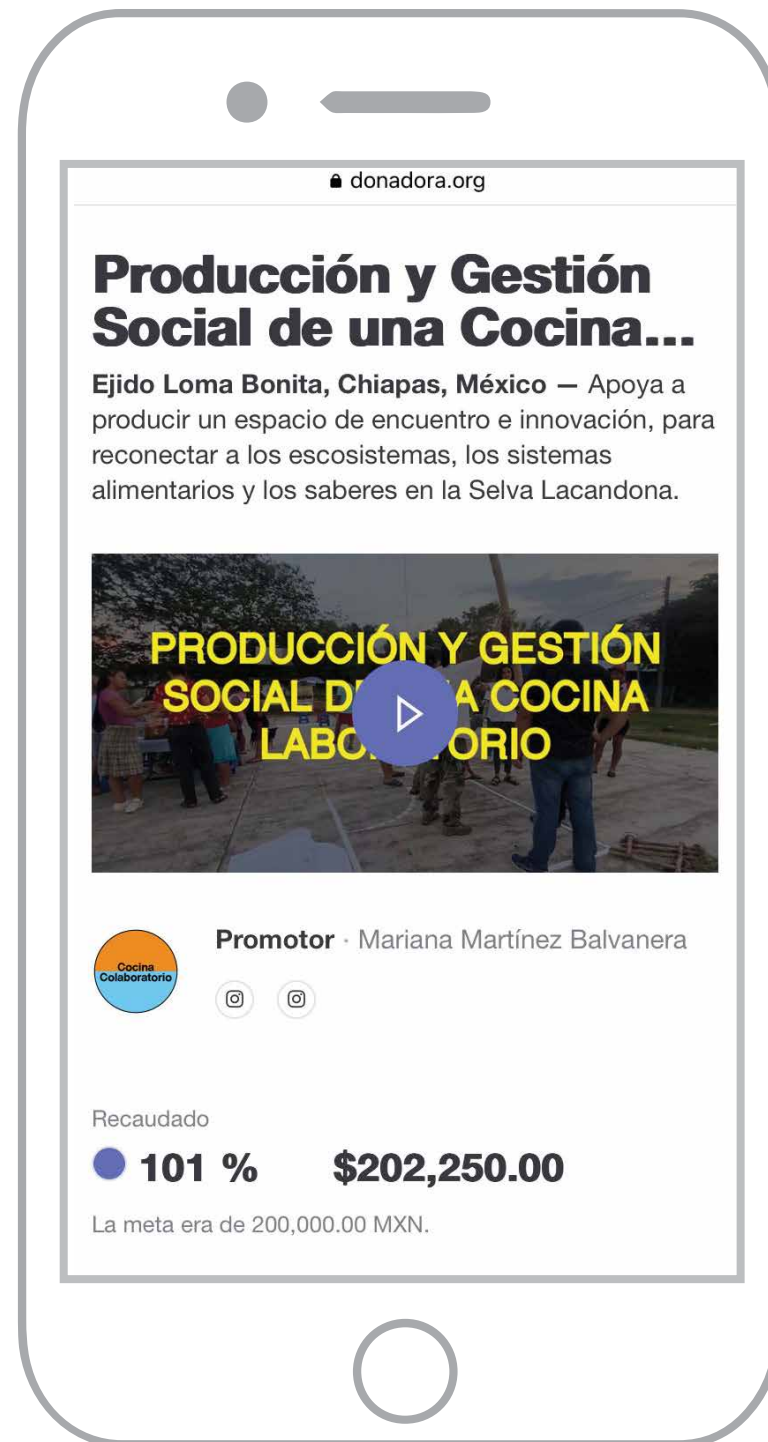 donadora.org
Producción y Gestión
Social de una Cocina...
Ejido Loma Bonita, Chiapas, México — Apoya a
producir un espacio de encuentro e innovación, para
reconectar a los escosistemas, los sistemas
alimentarios y los saberes en la Selva Lacandona.
PRODUCCIÓN Y GESTIÓN
SOCIAL D A COCINA
LABO ORIO
Cocina
Colaboratorio
Promotor · Mariana Martínez Balvanera
Recaudado
101 % $202,250.00
La meta era de 200,000.00 MXN.